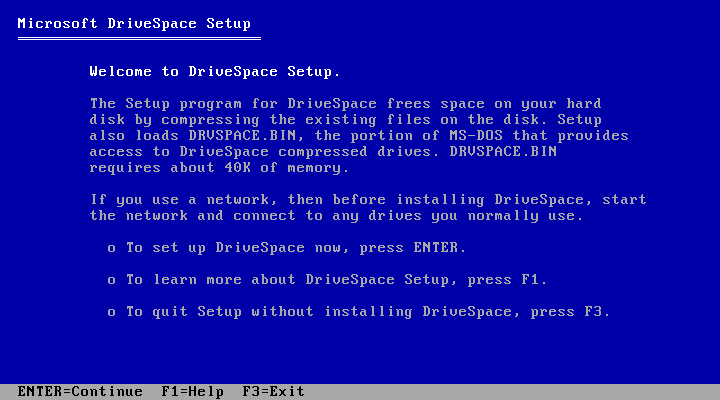 Microsoft DriveSpace Setup
Welcome to DriveSpace Setup.
The Setup program for DriveSpace frees space on your hard
disk by compressing the existing files on the disk. Setup
also loads DRVSPACE.BIN, the portion of MS-DOS that provides
access to DriveSpace compressed drives. DRVSPACE.BIN
requires about 40K of memory.
If you use a network, then before installing DriveSpace, start
the network and connect to any drives you normally use.
o To set up DriveSpace now, press ENTER.
o To learn more about DriveSpace Setup, press F1.
o To quit Setup without installing DriveSpace, press F3.
ENTER=Continue  F1=Help  F3=Exit